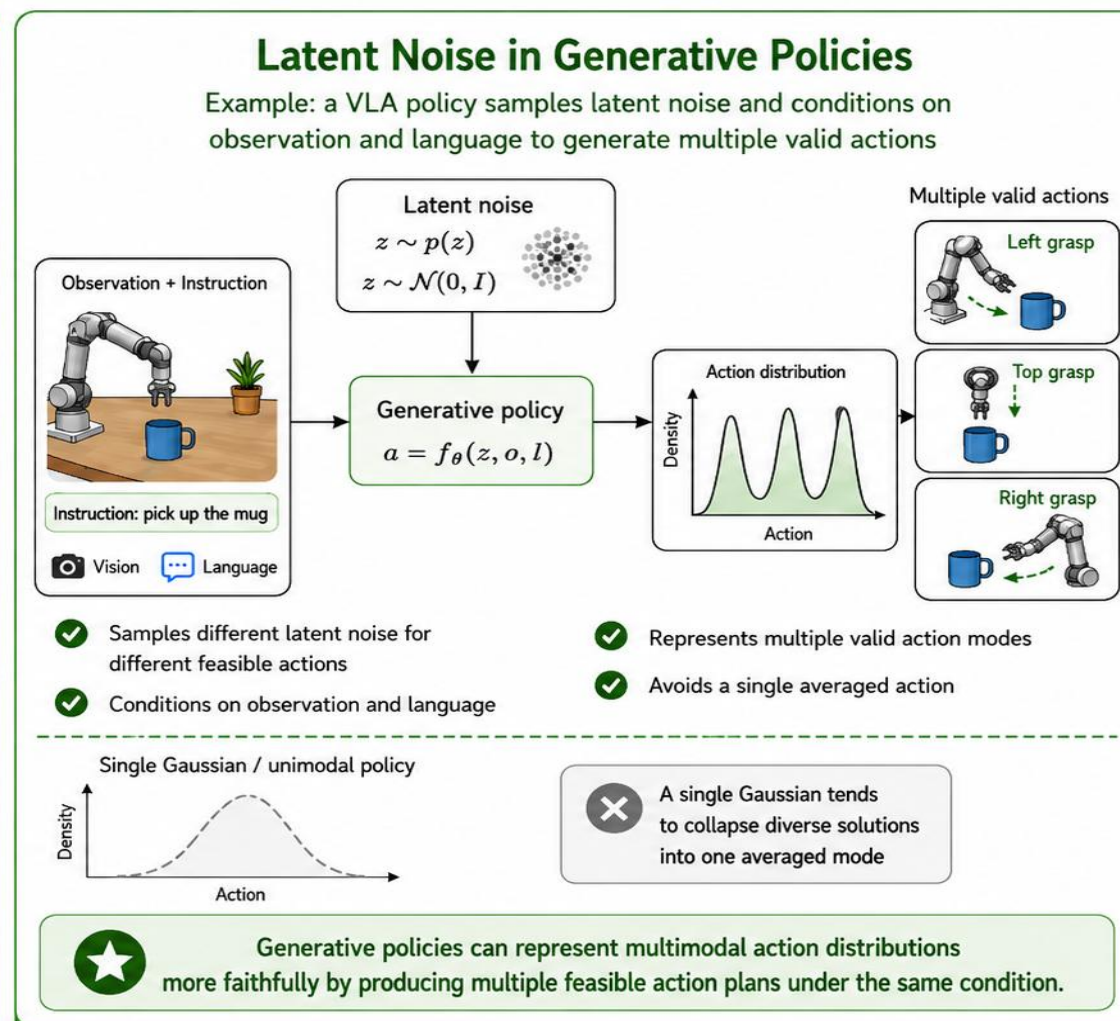 Latent Noise in Generative Policies
Example: a VLA policy samples latent noise and conditions on
observation and language to generate multiple valid actions
Observation + Instruction
Instruction: pick up the mug
Vision
Language
Latent noise
z ∼ p(z)
z ∼ 𝒩(0, I)
Generative policy
a = f_θ(z, o, l)
Action distribution
Density
Action
Multiple valid actions
Left grasp
Top grasp
Right grasp
Samples different latent noise for
different feasible actions
Conditions on observation and language
Represents multiple valid action modes
Avoids a single averaged action
Single Gaussian / unimodal policy
Density
Action
A single Gaussian tends
to collapse diverse solutions
into one averaged mode
Generative policies can represent multimodal action distributions
more faithfully by producing multiple feasible action plans under the same condition.